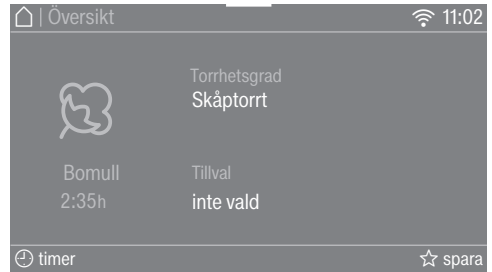 | Översikt
11:02
Torrhetsgrad
Skåptorrt
Bomull
2:35h
Tillval
inte vald
timer
spara